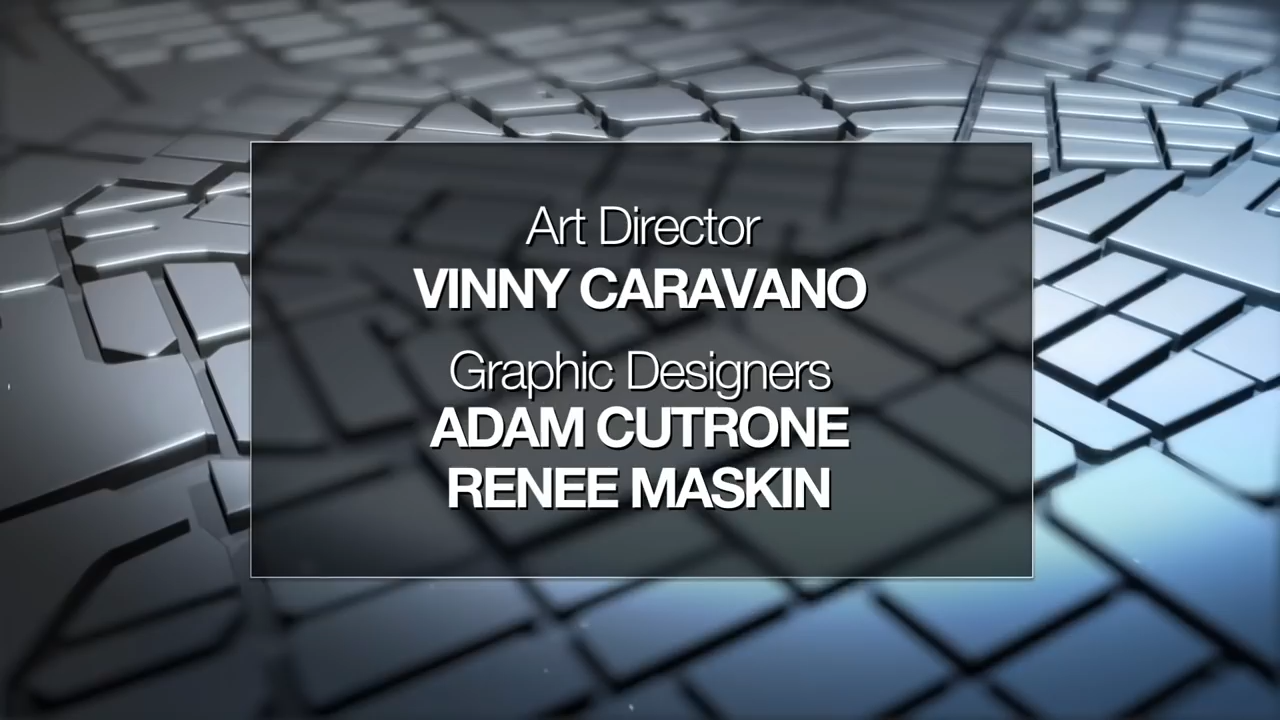 Art Director
VINNY CARAVANO
Graphic Designers
ADAM CUTRONE
RENEE MASKIN